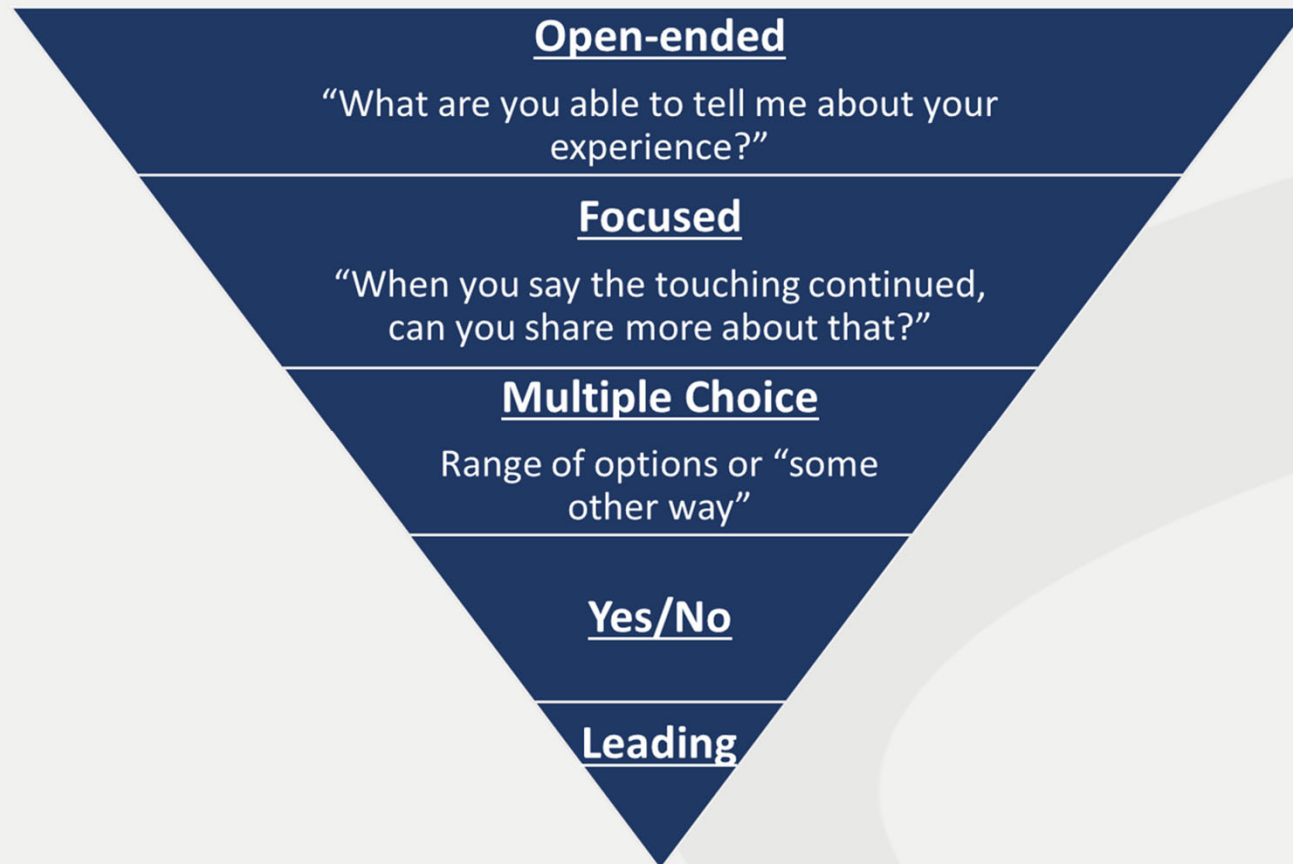 Open-ended
“What are you able to tell me about your
experience?”
Focused
“When you say the touching continued,
can you share more about that?”
Multiple Choice
Range of options or “some
other way”
Yes/No
Leading